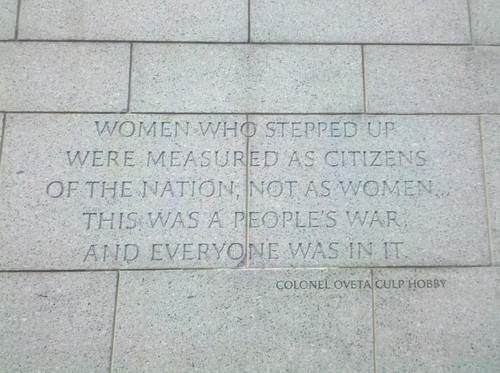 WOMEN WHO STEPPED UP
WERE MEASURED AS CITIZENS
OF THE NATION, NOT AS WOMEN...
THIS WAS A PEOPLE'S WAR,
AND EVERYONE WAS IN IT.
COLONEL OVETA CULP HOBBY